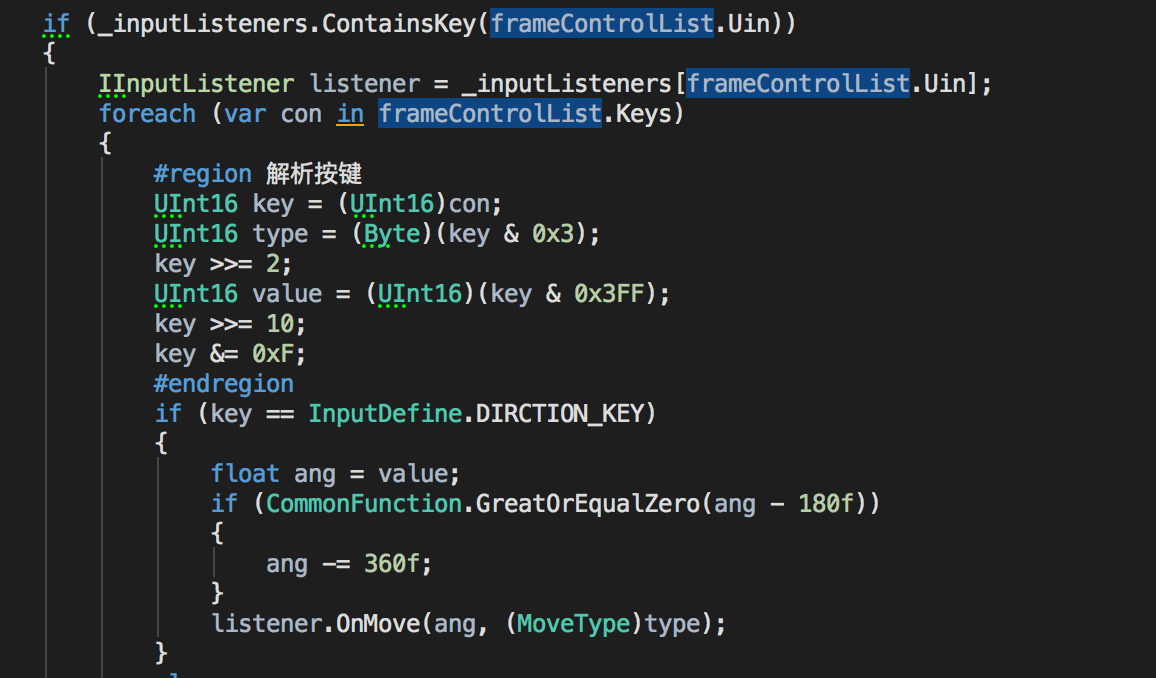 if (_inputListeners.ContainsKey(frameControlList.Uin))
{
IInputListener listener = _inputListeners[frameControlList.Uin];
foreach (var con in frameControlList.Keys)
{
#region 解析按键
UInt16 key = (UInt16)con;
UInt16 type = (Byte)(key & 0x3);
key >>= 2;
UInt16 value = (UInt16)(key & 0x3FF);
key >>= 10;
key &= 0xF;
#endregion
if (key == InputDefine.DIRCTION_KEY)
{
float ang = value;
if (CommonFunction.GreatOrEqualZero(ang - 180f))
{
ang -= 360f;
}
listener.OnMove(ang, (MoveType)type);
}